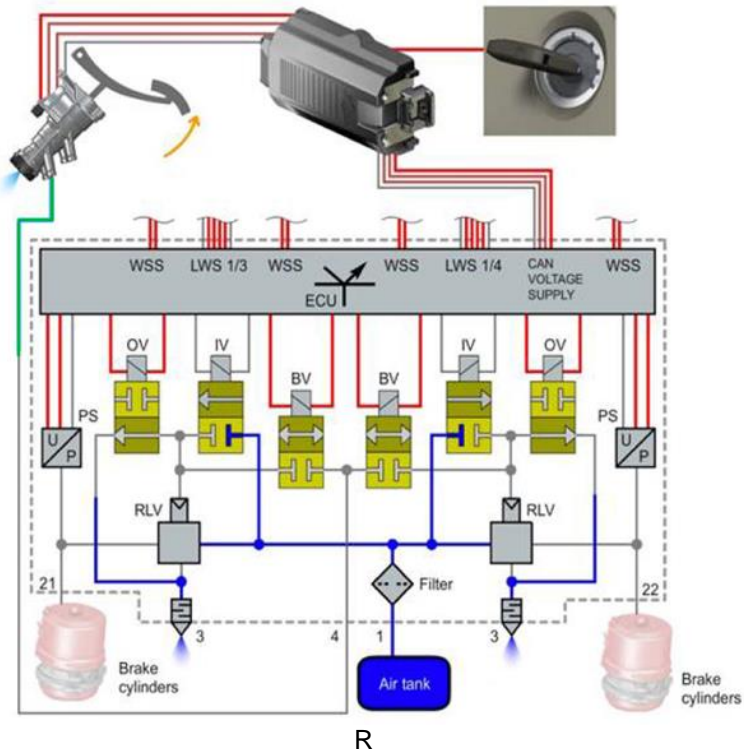 WSS LWS 1/3 WSS WSS LWS 1/4 CAN WSS
VOLTAGE
SUPPLY
ECU
OV IV IV OV
BV BV
PS PS
U U
P P
RLV RLV
21 Filter 22
3 4 1 3
Brake
cylinders
Air tank
Brake
cylinders
R